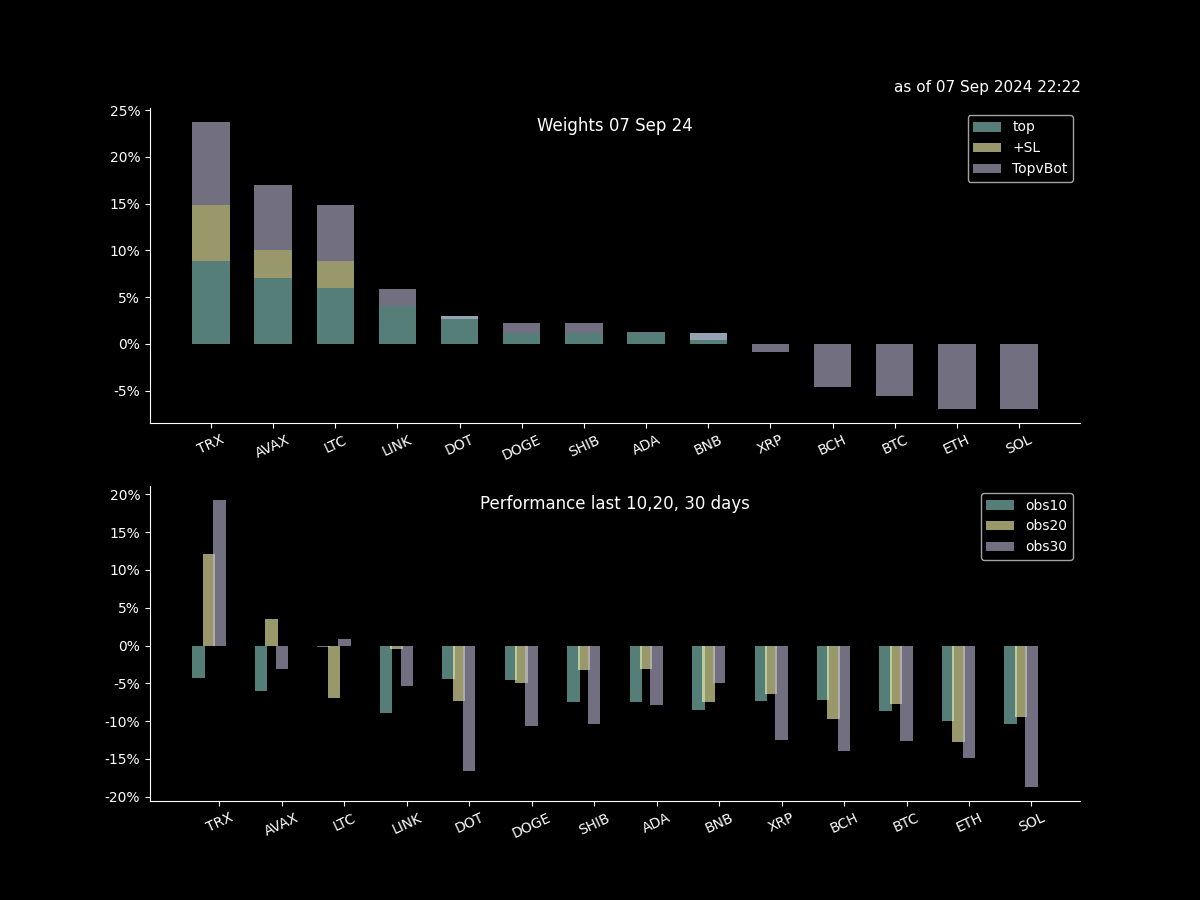 as of 07 Sep 2024 22:22
Weights 07 Sep 24
top
+SL
TopvBot
25%
20%
15%
10%
5%
0%
-5%
TRX AVAX LTC LINK DOT DOGE SHIB ADA BNB XRP BCH BTC ETH SOL
Performance last 10,20, 30 days
obs10
obs20
obs30
20%
15%
10%
5%
0%
-5%
-10%
-15%
-20%
TRX AVAX LTC LINK DOT DOGE SHIB ADA BNB XRP BCH BTC ETH SOL